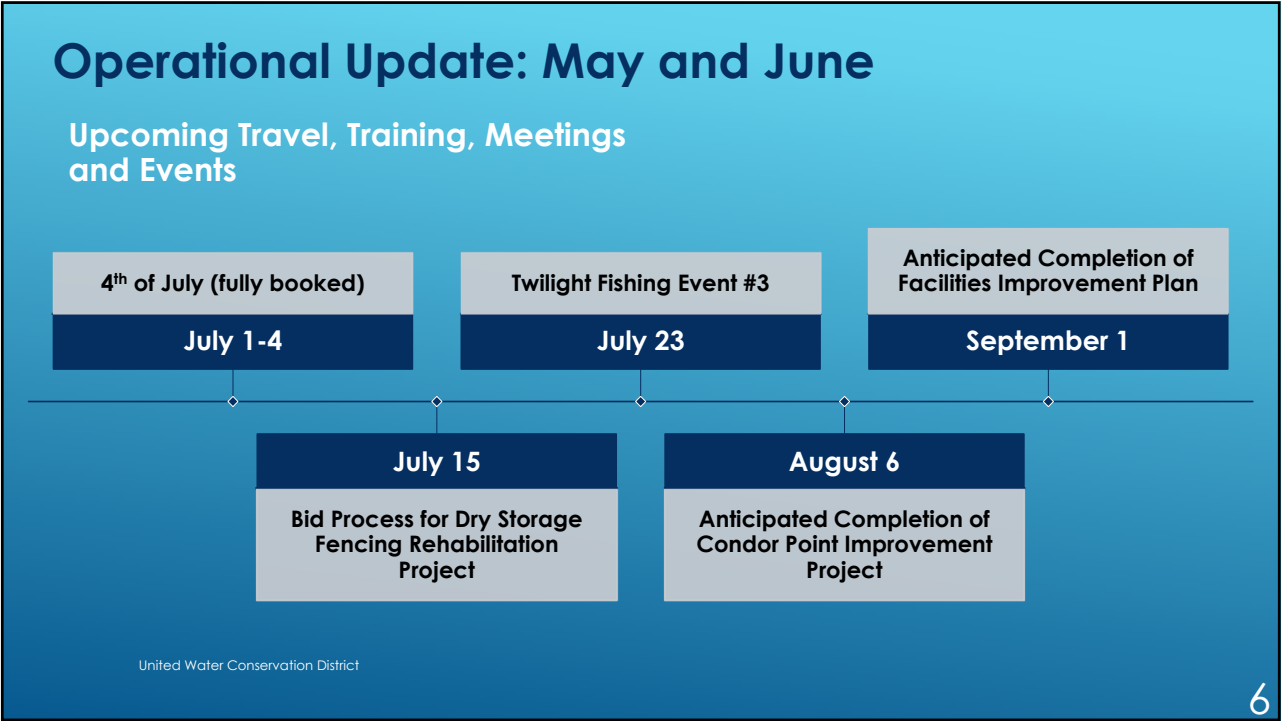 Operational Update: May and June
Upcoming Travel, Training, Meetings
and Events
4th of July (fully booked)
July 1-4
Twilight Fishing Event #3
July 23
Anticipated Completion of
Facilities Improvement Plan
September 1
July 15
Bid Process for Dry Storage
Fencing Rehabilitation
Project
August 6
Anticipated Completion of
Condor Point Improvement
Project
United Water Conservation District
6